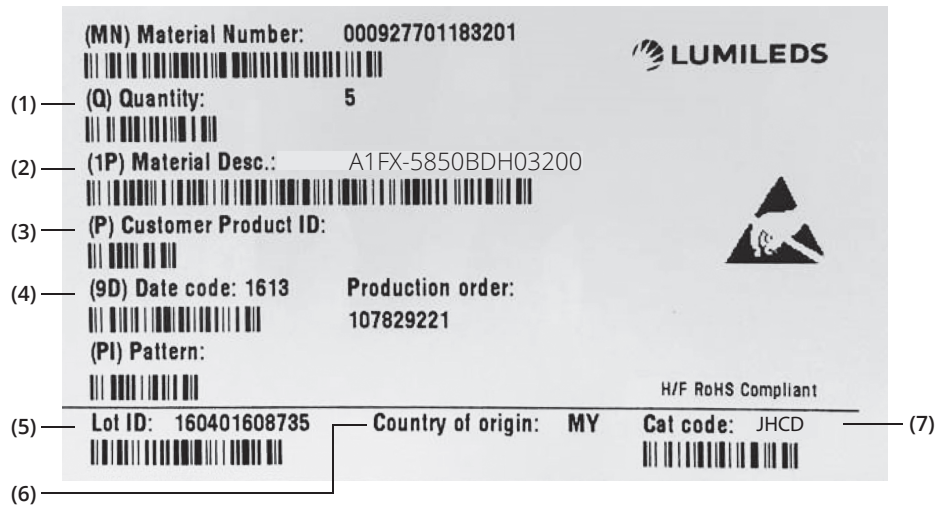 (MN) Material Number: 000927701183201
LUMILEDS
(1) (Q) Quantity: 5
(2) (1P) Material Desc.: A1FX-5850BDH03200
(3) (P) Customer Product ID:
(4) (9D) Date code: 1613 Production order:
107829221
(PI) Pattern:
H/F RoHS Compliant
(5) Lot ID: 160401608735 Country of origin: MY Cat code: JHCD (7)
(6)